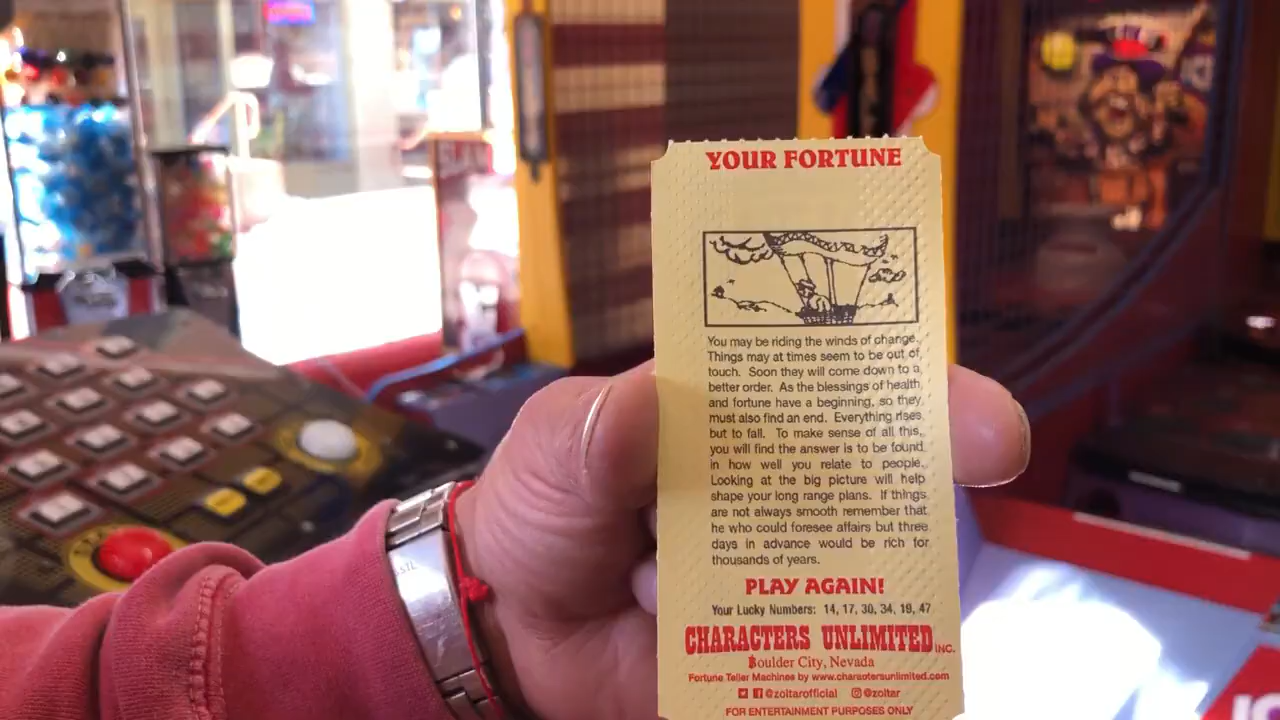 YOUR FORTUNE
You may be riding the winds of change.
Things may at times seem to be out of
touch. Soon they will come down to a
better order. As the blessings of health
and fortune have a beginning, so they
must also find an end. Everything rises
but to fall. To make sense of all this,
you will find the answer is to be found
in how well you relate to people.
Looking at the big picture will help
shape your long range plans. If things
are not always smooth remember that
he who could foresee affairs but three
days in advance would be rich for
thousands of years.
PLAY AGAIN!
Your Lucky Numbers: 14, 17, 30, 34, 19, 47
CHARACTERS UNLIMITED INC.
Boulder City, Nevada
Fortune Teller Machines by www.charactersunlimited.com
@zoltarofficial @zoltar
FOR ENTERTAINMENT PURPOSES ONLY